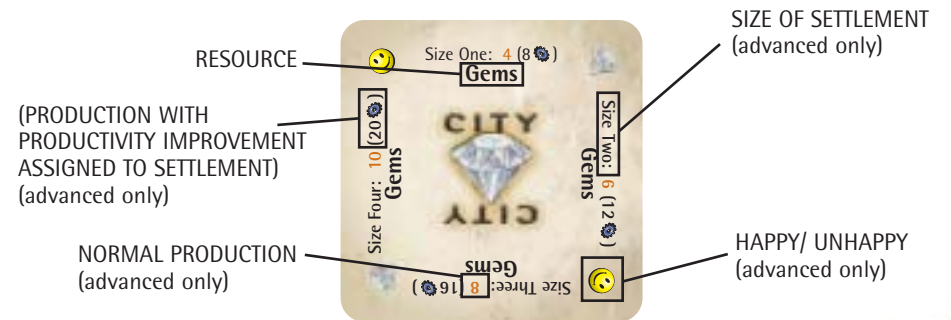 SIZE OF SETTLEMENT
(advanced only)
RESOURCE
Size One: 4 (8 )
Gems
(PRODUCTION WITH
PRODUCTIVITY IMPROVEMENT
ASSIGNED TO SETTLEMENT)
(advanced only)
Size Four: 10 (20 )
Gems
CITY
CITY
Size Two: 6 (12 )
Gems
NORMAL PRODUCTION
(advanced only)
Gems
Size Three: 8 (16 )
HAPPY/ UNHAPPY
(advanced only)